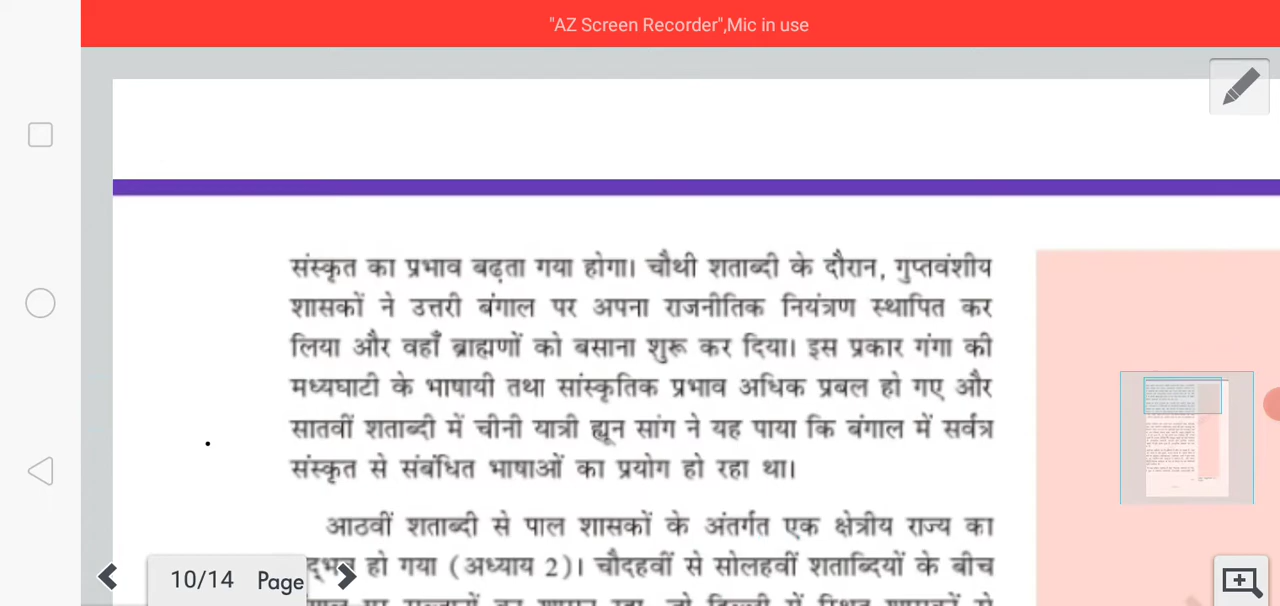 "AZ Screen Recorder",Mic in use
संस्कृत का प्रभाव बढ़ता गया होगा। चौथी शताब्दी के दौरान, गुप्तवंशीय
शासकों ने उत्तरी बंगाल पर अपना राजनीतिक नियंत्रण स्थापित कर
लिया और वहाँ ब्राह्मणों को बसाना शुरू कर दिया। इस प्रकार गंगा की
मध्यघाटी के भाषायी तथा सांस्कृतिक प्रभाव अधिक प्रबल हो गए और
सातवीं शताब्दी में चीनी यात्री ह्यून सांग ने यह पाया कि बंगाल में सर्वत्र
संस्कृत से संबंधित भाषाओं का प्रयोग हो रहा था।
आठवीं शताब्दी से पाल शासकों के अंतर्गत एक क्षेत्रीय राज्य का
हो गया (अध्याय 2)। चौदहवीं से सोलहवीं शताब्दियों के बीच
10/14 Page